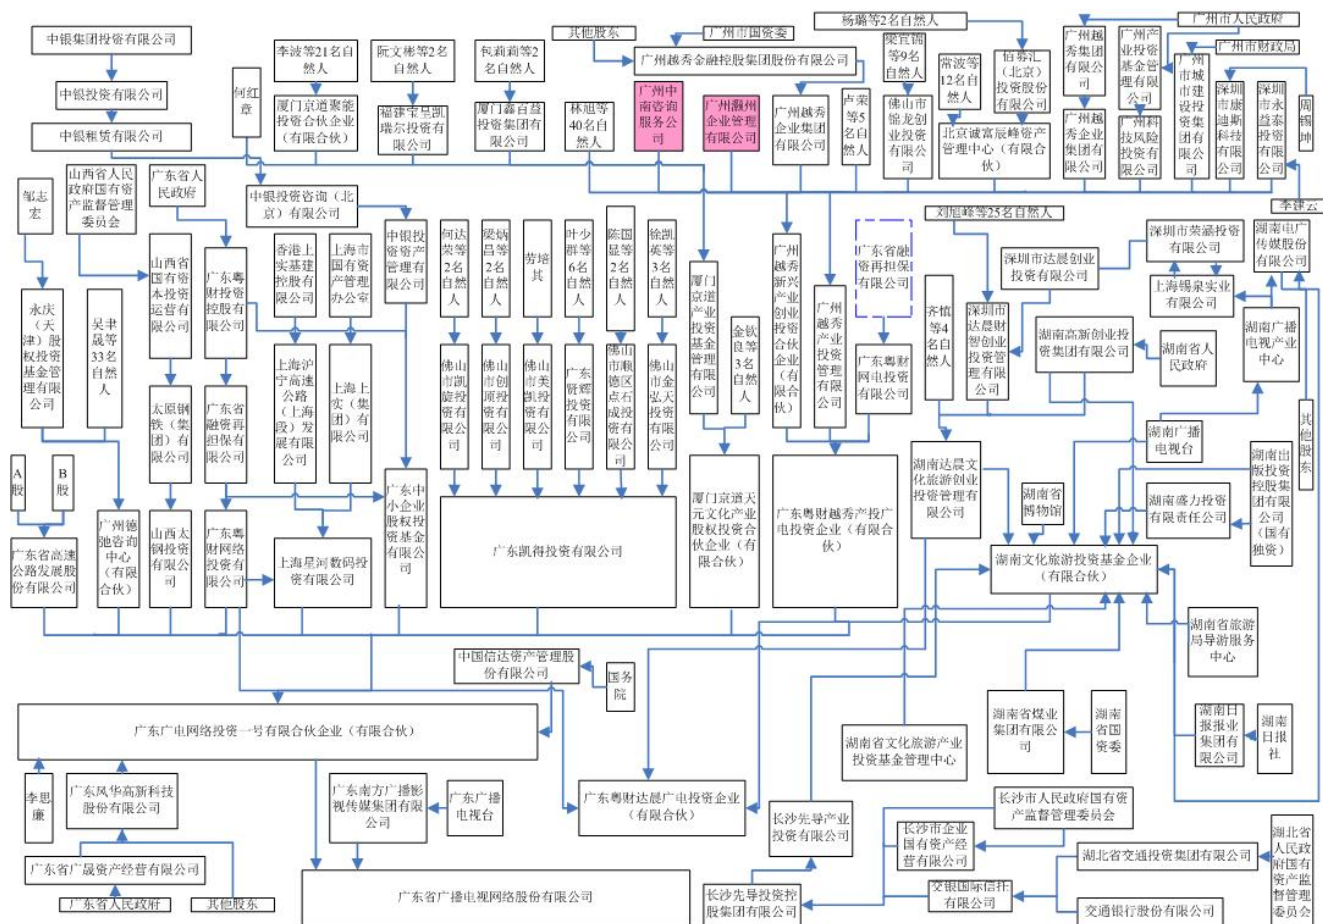 中银集团投资有限公司
中银投资有限公司
中银租赁有限公司
何红章
李波等21名自然人
厦门京道聚能投资合伙企业（有限合伙）
阮文彬等2名自然人
福建宝呈凯瑞尔投资有限公司
包莉莉等2名自然人
厦门鑫百益投资集团有限公司
其他股东
广州市国资委
广州越秀金融控股集团股份有限公司
林旭等40名自然人
广州中南咨询服务公司
广州灏州企业管理有限公司
广州越秀企业集团有限公司
卢荣等5名自然人
杨璐等2名自然人
梁宜锦等9名自然人
佛山市锦龙创业投资有限公司
常波等12名自然人
佰募汇（北京）投资股份有限公司
北京诚富辰峰资产管理中心（有限合伙）
广州市人民政府
广州越秀集团有限公司
广州越秀企业集团有限公司
广州产业投资基金管理有限公司
广州科技风险投资有限公司
广州市财政局
广州市城市建设投资集团有限公司
深圳市康迪斯科技有限公司
深圳市永益泰投资有限公司
周锡坤
李建云
邹志宏
山西省人民政府国有资产监督管理委员会
广东省人民政府
中银投资咨询（北京）有限公司
永庆（天津）股权投资基金管理有限公司
吴聿晟等33名自然人
山西省国有资本投资运营有限公司
广东粤财投资控股有限公司
香港上实基建控股有限公司
上海市国有资产管理办公室
中银投资资产管理有限公司
太原钢铁（集团）有限公司
广东省融资再担保有限公司
上海沪宁高速公路（上海段）发展有限公司
上海上实（集团）有限公司
何达荣等2名自然人
梁炳昌等2名自然人
劳培其
叶少群等6名自然人
陈国显等2名自然人
徐凯英等3名自然人
佛山市凯旋投资有限公司
佛山市创顶投资有限公司
佛山市美凯投资有限公司
广东贤辉投资有限公司
佛山市顺德区点石成投资有限公司
佛山市金弘天投资有限公司
厦门京道产业投资基金管理有限公司
金钦良等3名自然人
广州越秀新兴产业创业投资合伙企业（有限合伙）
广州越秀产业投资管理有限公司
广东省融资再担保有限公司
广东粤财网电投资有限公司
刘旭峰等25名自然人
齐慎等4名自然人
深圳市达晨财智创业投资管理有限公司
深圳市达晨创业投资有限公司
深圳市荣涵投资有限公司
湖南电广传媒股份有限公司
上海锡泉实业有限公司
湖南高新创业投资集团有限公司
湖南省人民政府
湖南广播电视产业中心
其他股东
A股
B股
广东省高速公路发展股份有限公司
广州德弛咨询中心（有限合伙）
山西太钢投资有限公司
广东粤财网络投资有限公司
上海星河数码投资有限公司
广东中小企业股权投资基金有限公司
广东凯得投资有限公司
厦门京道天元文化产业股权投资合伙企业（有限合伙）
广东粤财越秀产投广电投资企业（有限合伙）
湖南达晨文化旅游创业投资管理有限公司
湖南省博物馆
湖南广播电视台
湖南盛力投资有限责任公司
湖南出版投资控股集团有限公司（国有独资）
湖南文化旅游投资基金企业（有限合伙）
湖南省旅游局导游服务中心
中国信达资产管理股份有限公司
国务院
广东广电网络投资一号有限合伙企业（有限合伙）
湖南省文化旅游产业投资基金管理中心
湖南省煤业集团有限公司
湖南省国资委
湖南日报报业集团有限公司
湖南日报社
李思廉
广东风华高新科技股份有限公司
广东南方广播影视传媒集团有限公司
广东广播电视台
广东粤财达晨广电投资企业（有限合伙）
长沙先导产业投资有限公司
长沙市人民政府国有资产监督管理委员会
长沙市企业国有资产经营有限公司
湖北省交通投资集团有限公司
湖北省人民政府国有资产监督管理委员会
广东省广晟资产经营有限公司
广东省人民政府
其他股东
广东省广播电视网络股份有限公司
长沙先导投资控股集团有限公司
交银国际信托有限公司
交通银行股份有限公司